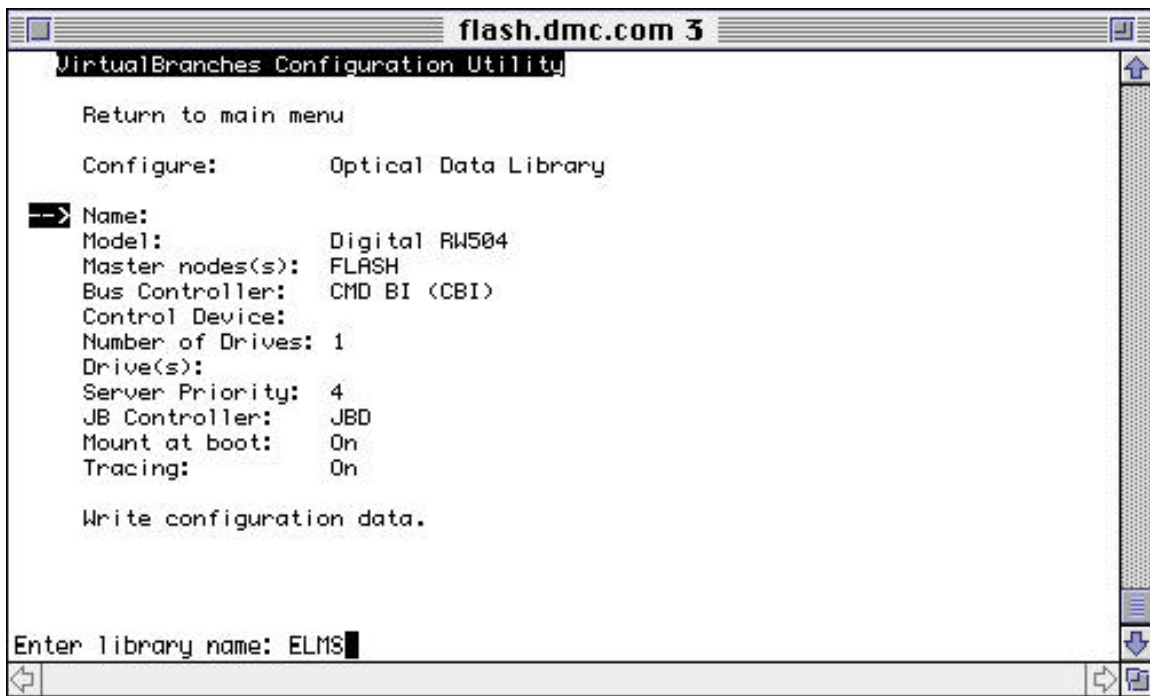 flash.dmc.com 3
VirtualBranches Configuration Utility
Return to main menu
Configure: Optical Data Library
--> Name:
Model: Digital RW504
Master nodes(s): FLASH
Bus Controller: CMD BI (CBI)
Control Device:
Number of Drives: 1
Drive(s):
Server Priority: 4
JB Controller: JBD
Mount at boot: On
Tracing: On
Write configuration data.
Enter library name: ELMS